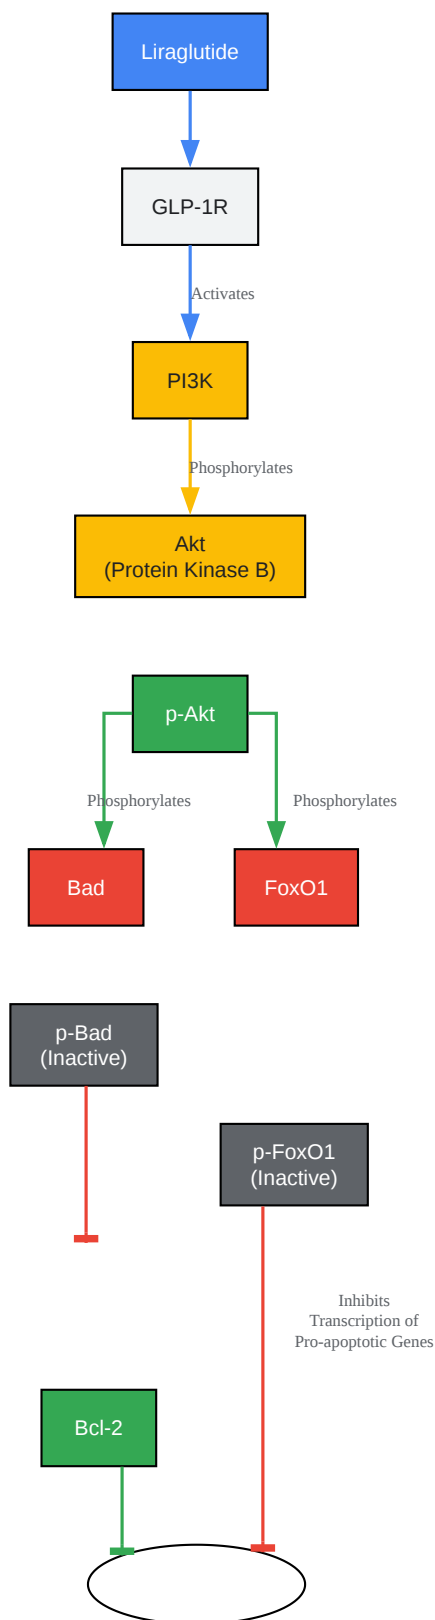 Liraglutide
GLP-1R
Activates
PI3K
Phosphorylates
Akt
(Protein Kinase B)
p-Akt
Phosphorylates
Phosphorylates
Bad
FoxO1
p-Bad
(Inactive)
p-FoxO1
(Inactive)
Inhibits
Transcription of
Pro-apoptotic Genes
Bcl-2